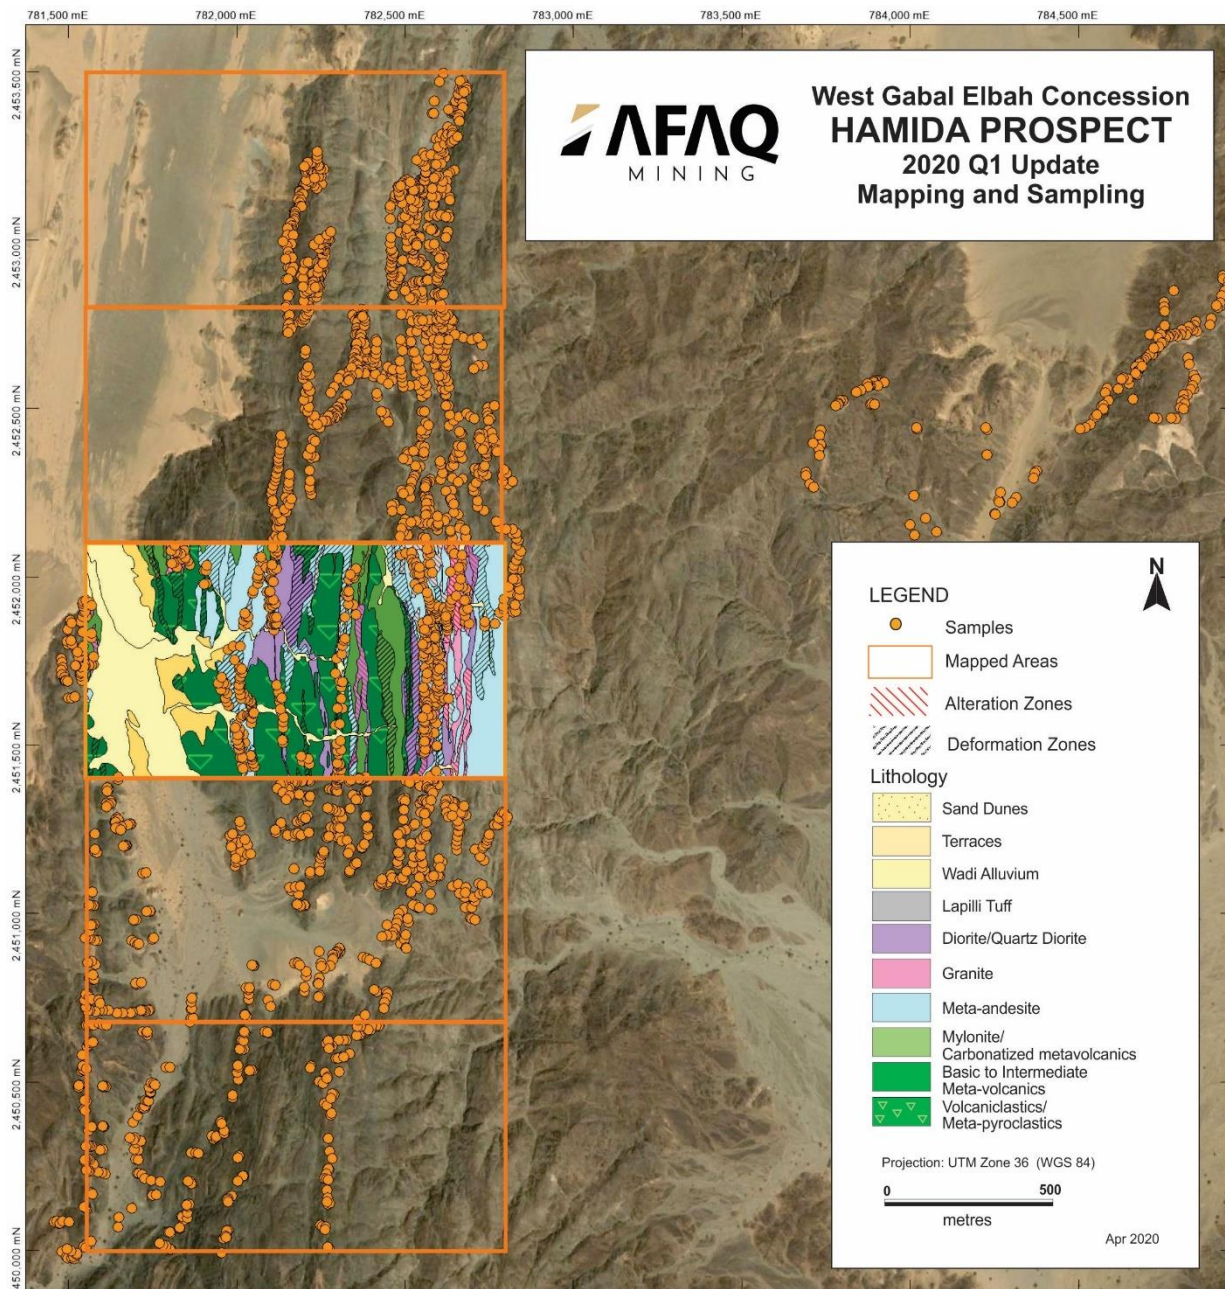 781,500 mE
782,000 mE
782,500 mE
783,000 mE
783,500 mE
784,000 mE
784,500 mE
2.453,500 mN
2.453,000 mN
2.452,500 mN
2.452,000 mN
2.451,500 mN
2.451,000 mN
2.450,500 mN
2.450,000 mN
AFAQ
MINING
West Gabal Elbah Concession
HAMIDA PROSPECT
2020 Q1 Update
Mapping and Sampling
N
LEGEND
Samples
Mapped Areas
Alteration Zones
Deformation Zones
Lithology
Sand Dunes
Terraces
Wadi Alluvium
Lapilli Tuff
Diorite/Quartz Diorite
Granite
Meta-andesite
Mylonite/
Carbonatized metavolcanics
Basic to Intermediate
Meta-volcanics
Volcaniclastics/
Meta-pyroclastics
Projection: UTM Zone 36 (WGS 84)
0 500
metres
Apr 2020